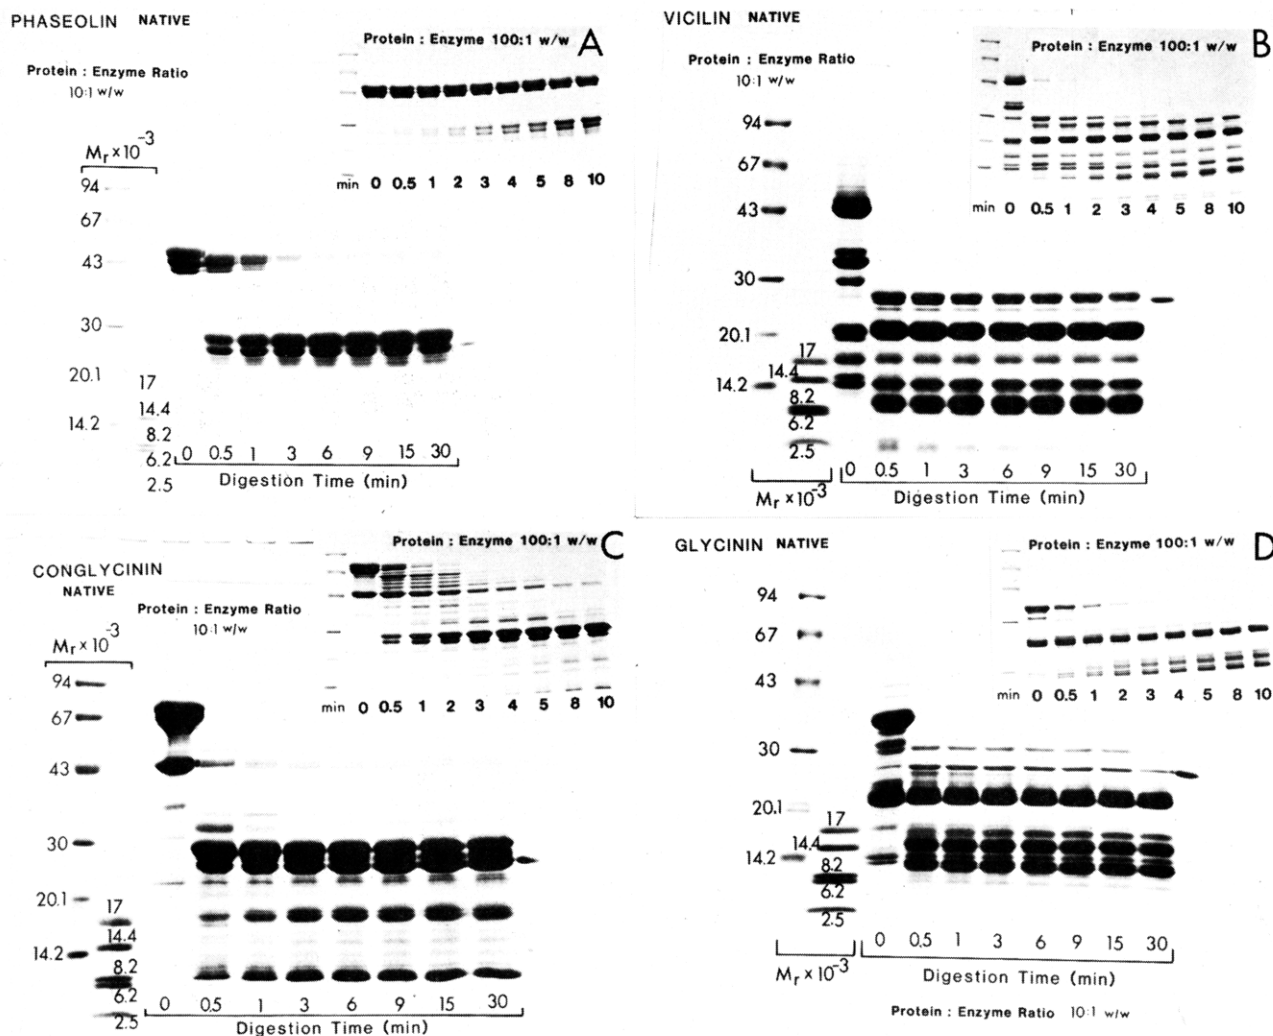 PHASEOLIN NATIVE
Protein : Enzyme 100:1 w/w A
Protein : Enzyme Ratio
10:1 w/w
Mr x 10-3
94
67
43
30
20.1
14.2
17
14.4
8.2
6.2
2.5
min 0 0.5 1 2 3 4 5 8 10
0 0.5 1 3 6 9 15 30
Digestion Time (min)
VICILIN NATIVE
Protein : Enzyme 100:1 w/w B
Protein : Enzyme Ratio
10:1 w/w
94
67
43
30
20.1
14.2
17
14.4
8.2
6.2
2.5
Mr x 10-3
min 0 0.5 1 2 3 4 5 8 10
0 0.5 1 3 6 9 15 30
Digestion Time (min)
CONGLYCININ
NATIVE
Protein : Enzyme 100:1 w/w C
Protein : Enzyme Ratio
10:1 w/w
Mr x 10-3
94
67
43
30
20.1
14.2
17
14.4
8.2
6.2
2.5
min 0 0.5 1 2 3 4 5 8 10
0 0.5 1 3 6 9 15 30
Digestion Time (min)
GLYCININ NATIVE
Protein : Enzyme 100:1 w/w D
94
67
43
30
20.1
14.2
17
14.4
8.2
6.2
2.5
Mr x 10-3
min 0 0.5 1 2 3 4 5 8 10
0 0.5 1 3 6 9 15 30
Digestion Time (min)
Protein : Enzyme Ratio 10:1 w/w